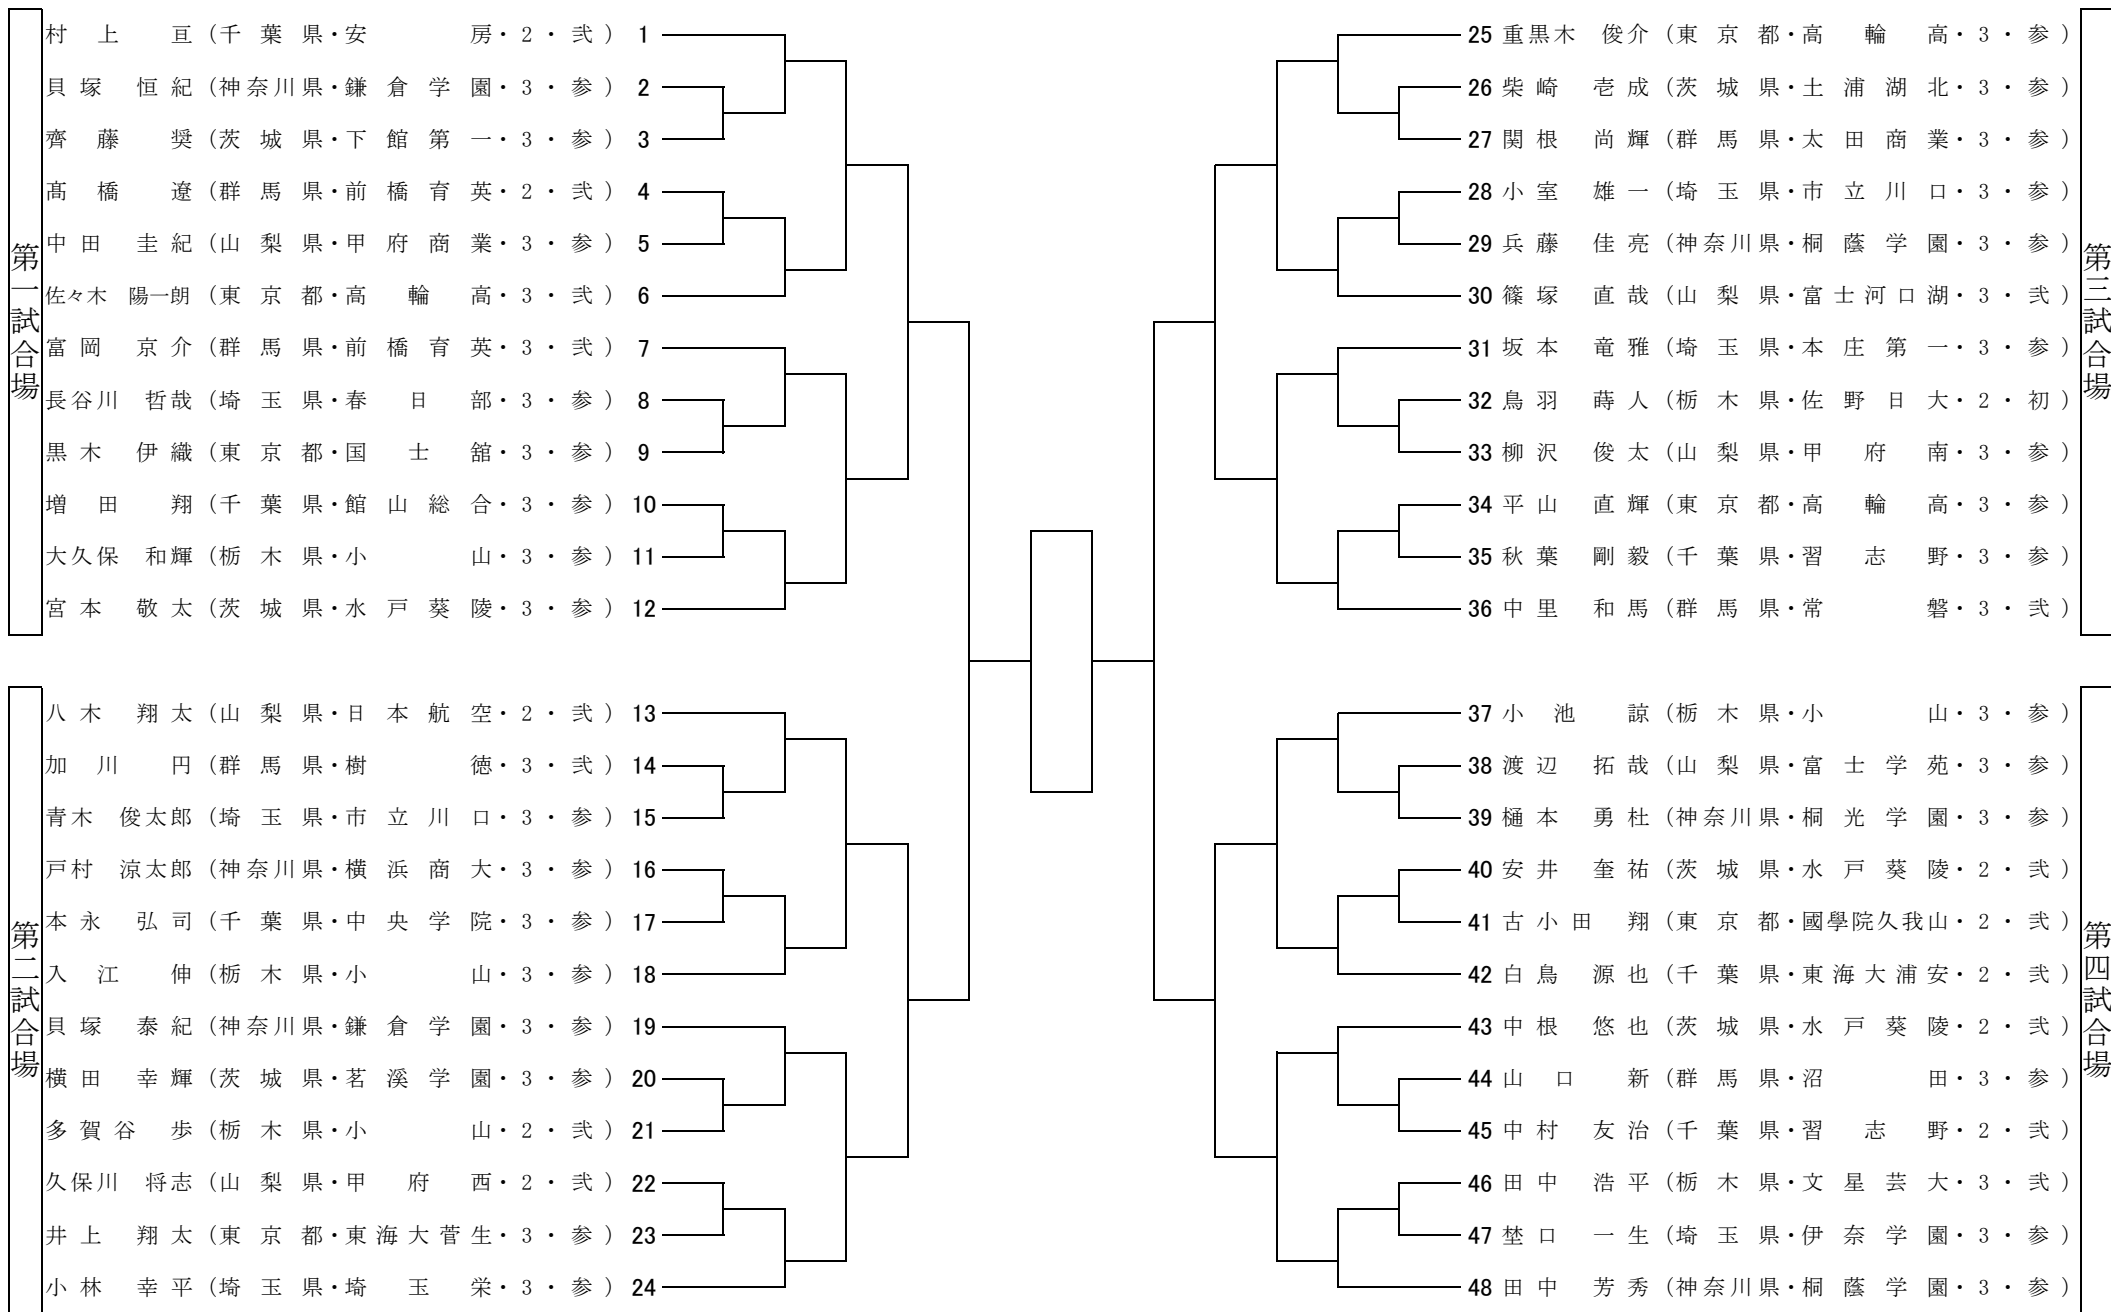 第一試合場
村上 亘（千葉県・安房・2・弐） 1
貝塚 恒紀（神奈川県・鎌倉学園・3・参） 2
齊藤 奨（茨城県・下館第一・3・参） 3
髙橋 遼（群馬県・前橋育英・2・弐） 4
中田 圭紀（山梨県・甲府商業・3・参） 5
佐々木 陽一朗（東京都・高輪高・3・弐） 6
富岡 京介（群馬県・前橋育英・3・弐） 7
長谷川 哲哉（埼玉県・春日部・3・参） 8
黒木 伊織（東京都・国士舘・3・参） 9
増田 翔（千葉県・館山総合・3・参） 10
大久保 和輝（栃木県・小山・3・参） 11
宮本 敬太（茨城県・水戸葵陵・3・参） 12
第二試合場
八木 翔太（山梨県・日本航空・2・弐） 13
加川 円（群馬県・樹徳・3・弐） 14
青木 俊太郎（埼玉県・市立川口・3・参） 15
戸村 涼太郎（神奈川県・横浜商大・3・参） 16
本永 弘司（千葉県・中央学院・3・参） 17
入江 伸（栃木県・小山・3・参） 18
貝塚 泰紀（神奈川県・鎌倉学園・3・参） 19
横田 幸輝（茨城県・茗溪学園・3・参） 20
多賀谷 歩（栃木県・小山・2・弐） 21
久保川 将志（山梨県・甲府西・2・弐） 22
井上 翔太（東京都・東海大菅生・3・参） 23
小林 幸平（埼玉県・埼玉栄・3・参） 24
第三試合場
25 重黒木 俊介（東京都・高輪高・3・参）
26 柴崎 壱成（茨城県・土浦湖北・3・参）
27 関根 尚輝（群馬県・太田商業・3・参）
28 小室 雄一（埼玉県・市立川口・3・参）
29 兵藤 佳亮（神奈川県・桐蔭学園・3・参）
30 篠塚 直哉（山梨県・富士河口湖・3・弐）
31 坂本 竜雅（埼玉県・本庄第一・3・参）
32 鳥羽 蒔人（栃木県・佐野日大・2・初）
33 柳沢 俊太（山梨県・甲府南・3・参）
34 平山 直輝（東京都・高輪高・3・参）
35 秋葉 剛毅（千葉県・習志野・3・参）
36 中里 和馬（群馬県・常磐・3・弐）
第四試合場
37 小池 諒（栃木県・小山・3・参）
38 渡辺 拓哉（山梨県・富士学苑・3・参）
39 樋本 勇杜（神奈川県・桐光学園・3・参）
40 安井 奎祐（茨城県・水戸葵陵・2・弐）
41 古小田 翔（東京都・國學院久我山・2・弐）
42 白鳥 源也（千葉県・東海大浦安・2・弐）
43 中根 悠也（茨城県・水戸葵陵・2・弐）
44 山口 新（群馬県・沼田・3・参）
45 中村 友治（千葉県・習志野・2・弐）
46 田中 浩平（栃木県・文星芸大・3・弐）
47 埜口 一生（埼玉県・伊奈学園・3・参）
48 田中 芳秀（神奈川県・桐蔭学園・3・参）